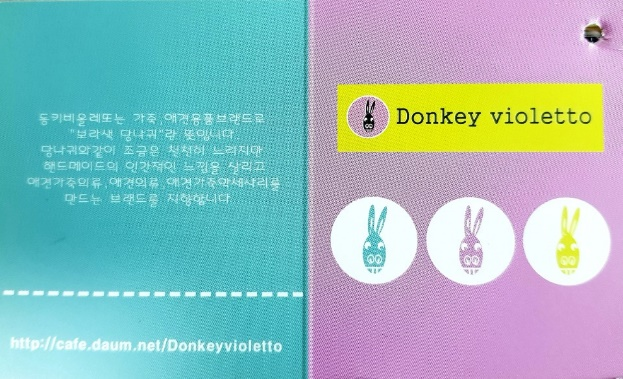 동키비올레또는 가죽,애견용품브랜드로
"보라색 당나귀"란 뜻입니다.
당나귀와같이 조금은 천천히 느리지만
핸드메이드의 인간적인 느낌을 살리고
애견가죽의류,애견의류,애견가죽악세사리를
만드는 브랜드를 지향합니다
http://cafe.daum.net/Donkeyvioletto
Donkey violetto